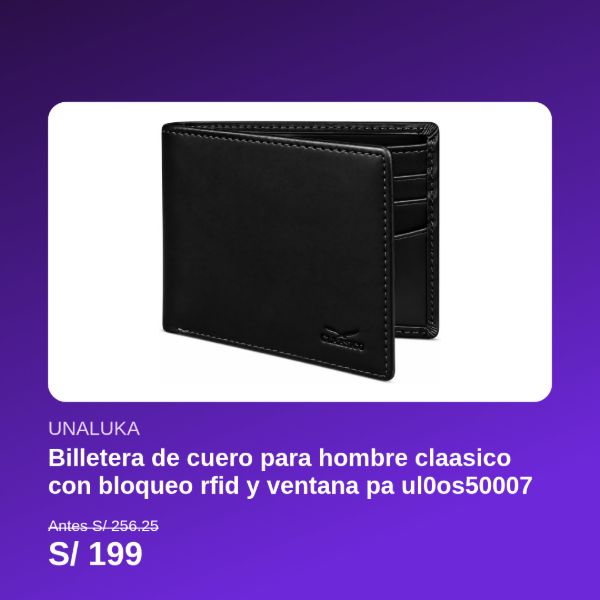 UNALUKA
Billetera de cuero para hombre claasico
con bloqueo rfid y ventana pa ul0os50007
Antes S/ 256.25
S/ 199